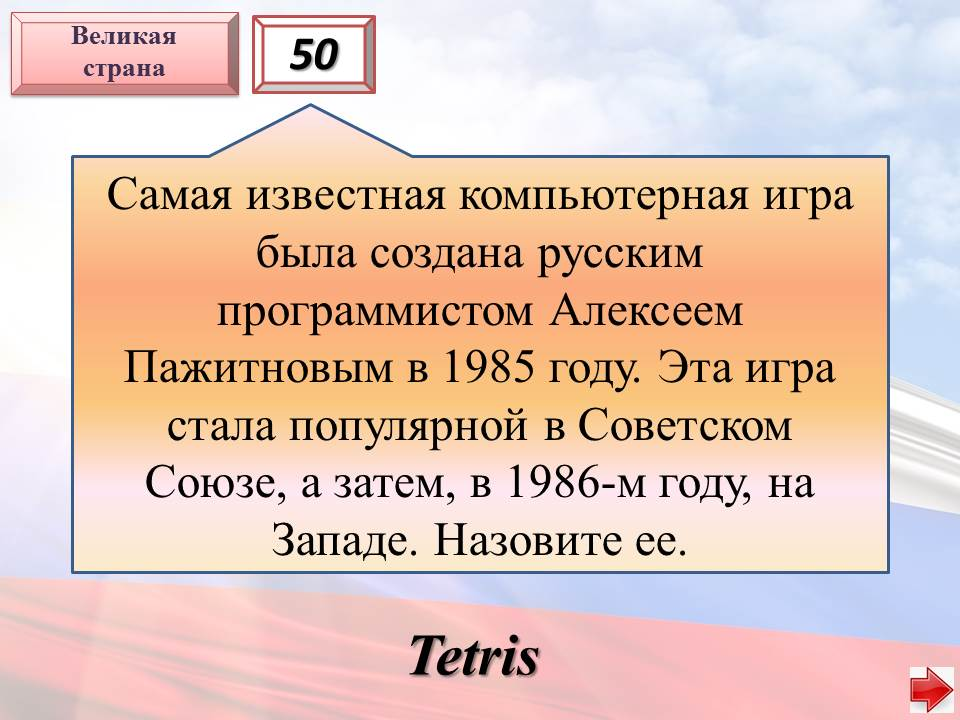 Великая
страна
50
Самая известная компьютерная игра
была создана русским
программистом Алексеем
Пажитновым в 1985 году. Эта игра
стала популярной в Советском
Союзе, а затем, в 1986-м году, на
Западе. Назовите ее.
Tetris